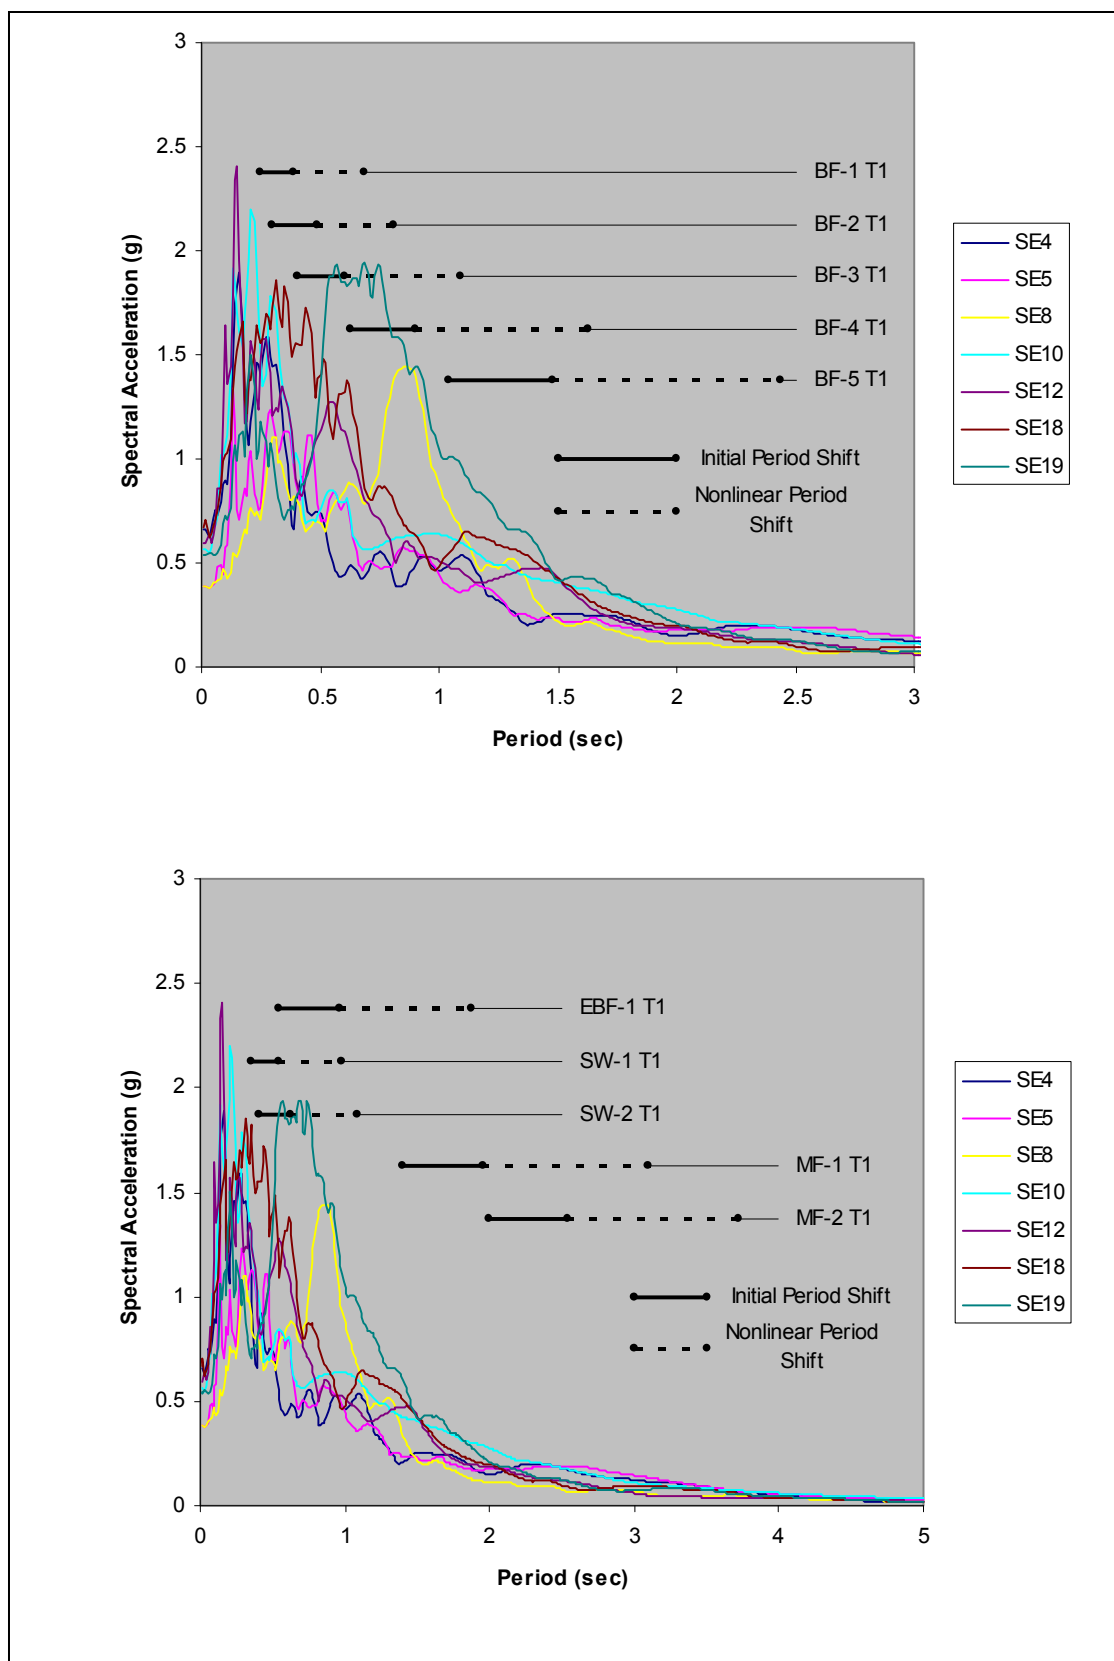 3
2.5
2
1.5
1
0.5
0
Spectral Acceleration (g)
BF-1 T1
BF-2 T1
BF-3 T1
BF-4 T1
BF-5 T1
Initial Period Shift
Nonlinear Period
Shift
0 0.5 1 1.5 2 2.5 3
Period (sec)
SE4
SE5
SE8
SE10
SE12
SE18
SE19
3
2.5
2
1.5
1
0.5
0
Spectral Acceleration (g)
EBF-1 T1
SW-1 T1
SW-2 T1
MF-1 T1
MF-2 T1
Initial Period Shift
Nonlinear Period
Shift
0 1 2 3 4 5
Period (sec)
SE4
SE5
SE8
SE10
SE12
SE18
SE19